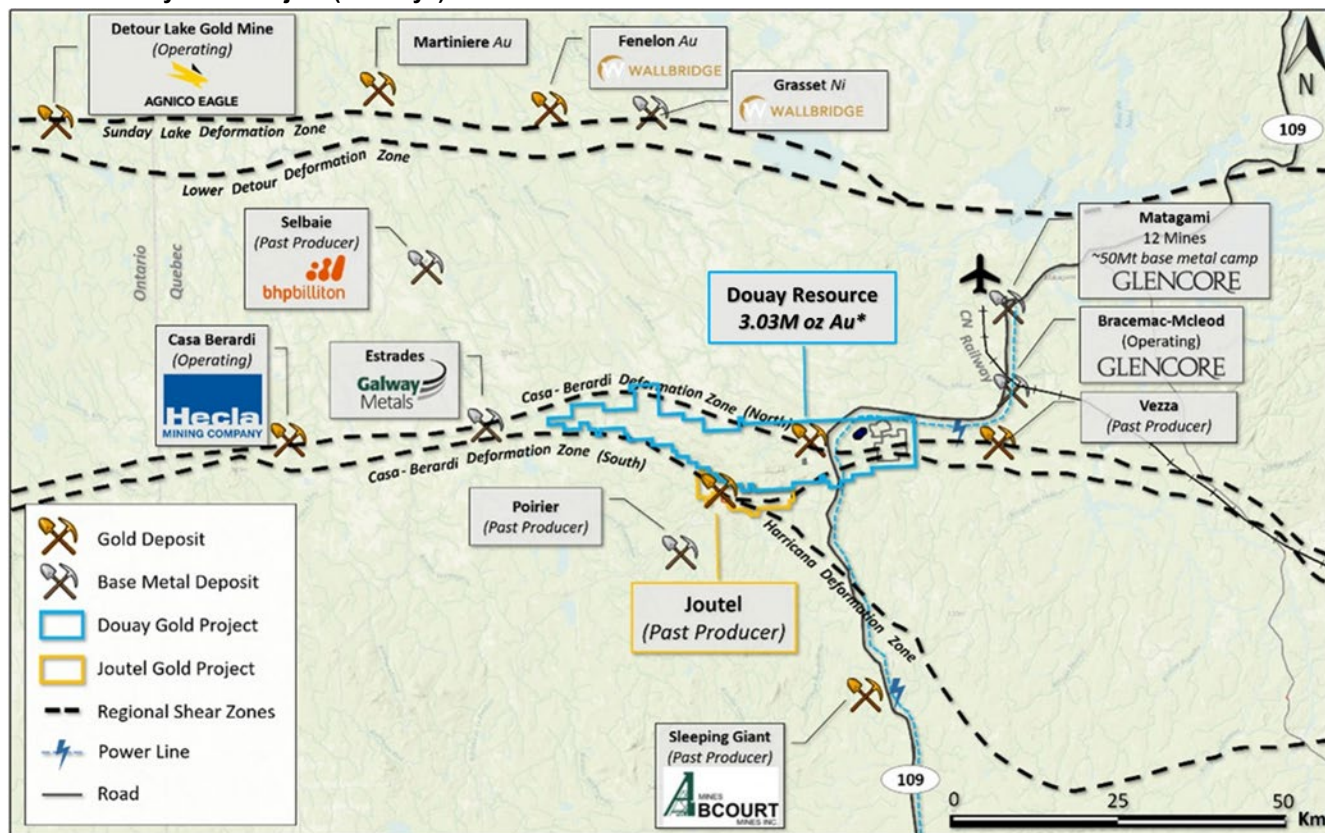 Detour Lake Gold Mine
(Operating)
AGNICO EAGLE
Martiniere Au
Fenelon Au
W WALLBRIDGE
Grasset Ni
W WALLBRIDGE
N
109
Sunday Lake Deformation Zone
Lower Detour Deformation Zone
Selbaie
(Past Producer)
bhpbilliton
Ontario
Quebec
Matagami
12 Mines
~50Mt base metal camp
GLENCORE
Douay Resource
3.03M oz Au*
CN Railway
Bracemac-Mcleod
(Operating)
GLENCORE
Casa Berardi
(Operating)
Hecla
MINING COMPANY
Estrades
Galway
Metals
Casa - Berardi Deformation Zone (North)
Casa - Berardi Deformation Zone (South)
Vezza
(Past Producer)
Poirier
(Past Producer)
Harricana Deformation Zone
Joutel
(Past Producer)
Gold Deposit
Base Metal Deposit
Douay Gold Project
Joutel Gold Project
Regional Shear Zones
Power Line
Road
Sleeping Giant
(Past Producer)
MINES
ABCOURT
MINES INC.
109
0 25 50
Km